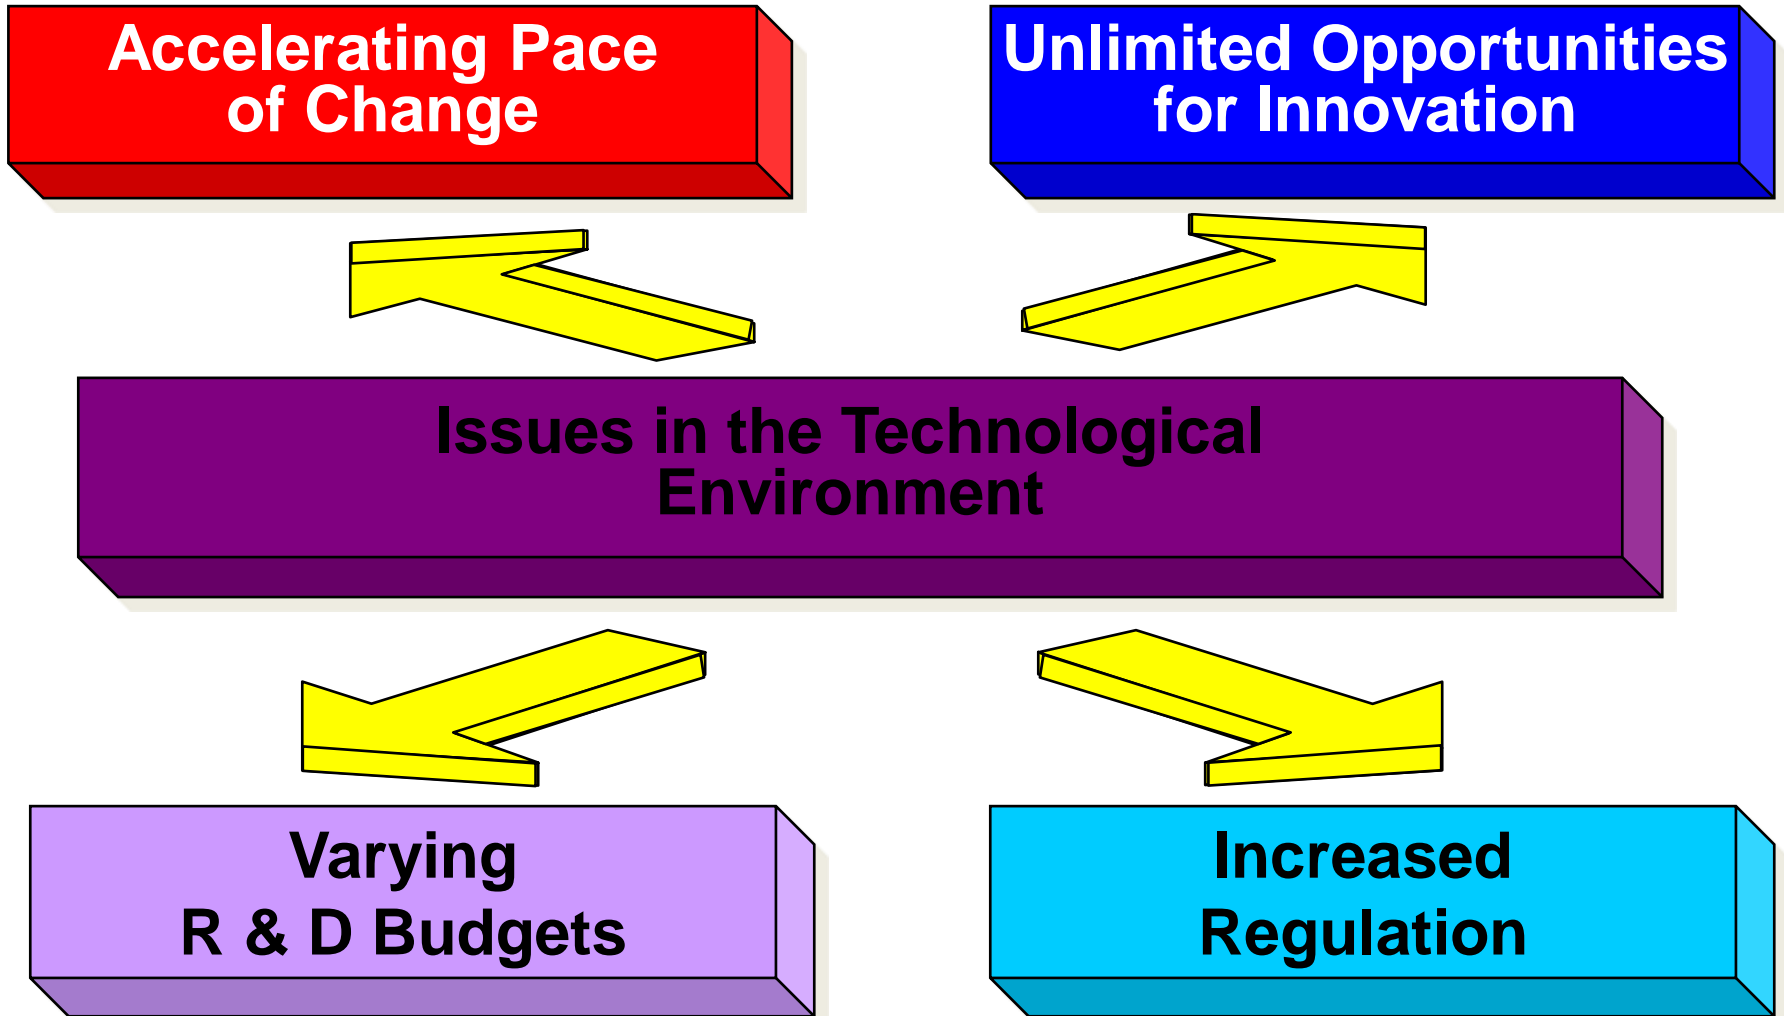 Accelerating Pace
of Change
Unlimited Opportunities
for Innovation
Issues in the Technological
Environment
Varying
R & D Budgets
Increased
Regulation